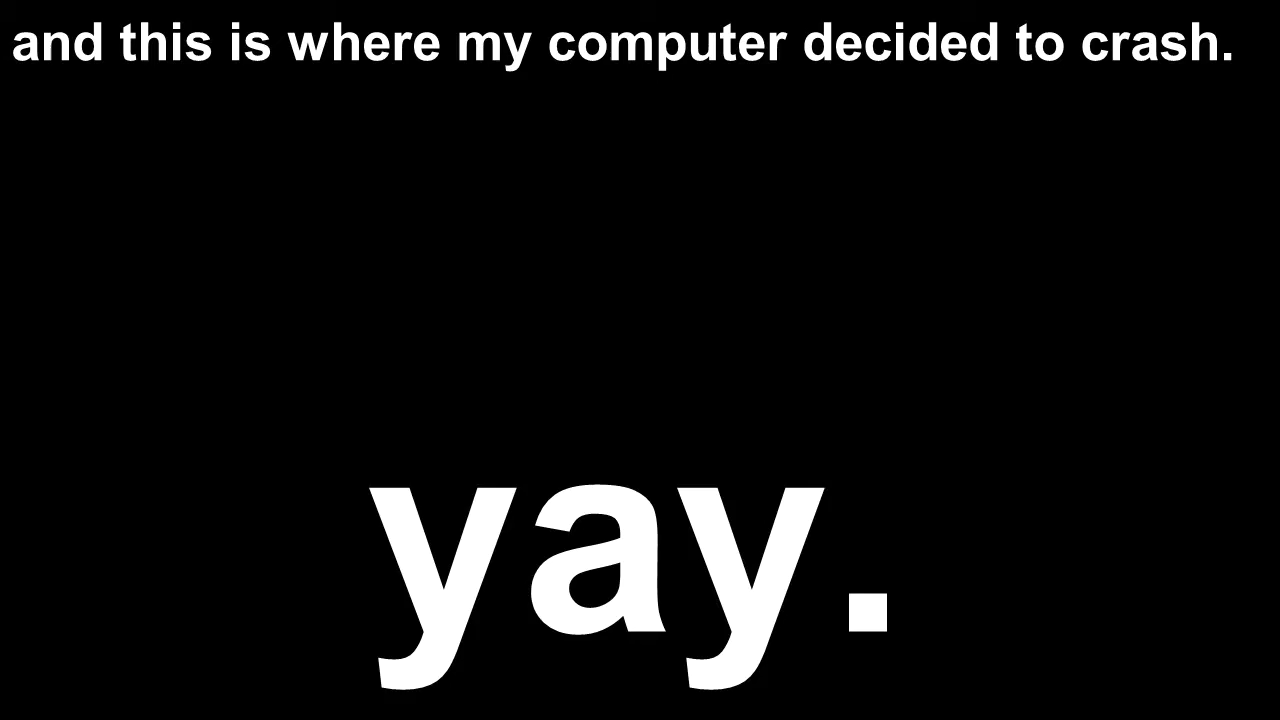 and this is where my computer decided to crash.
yay.